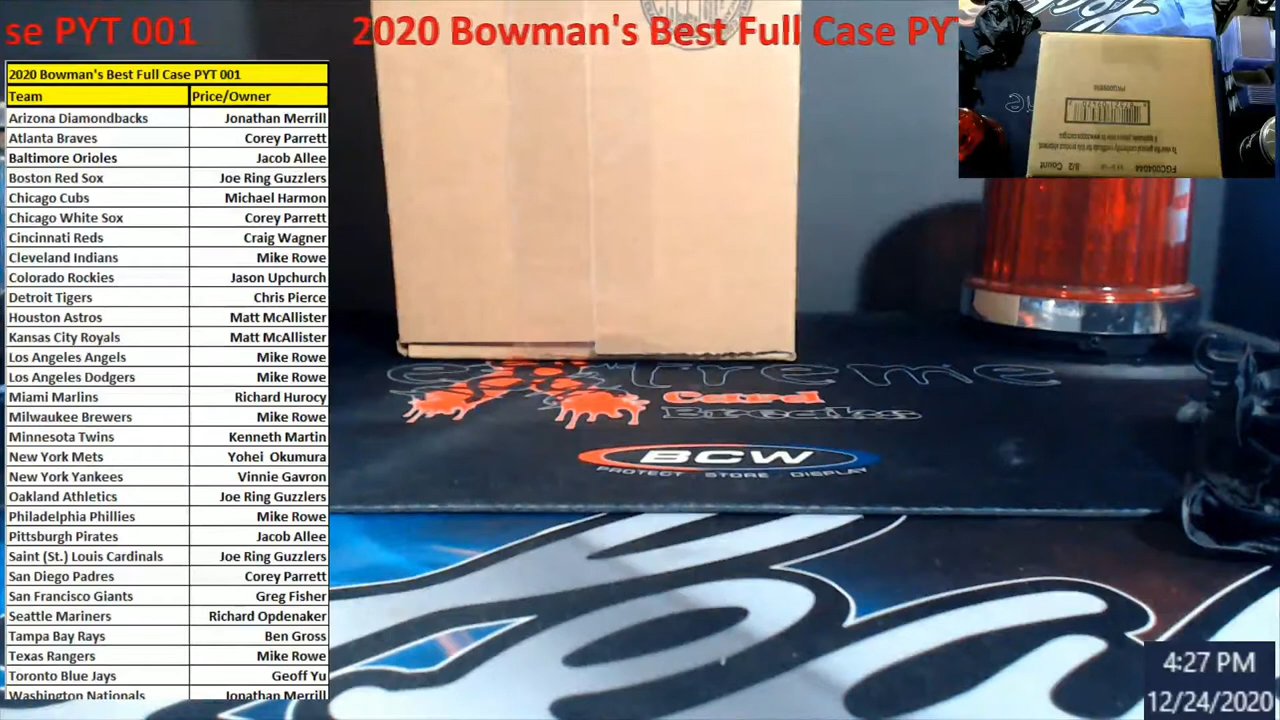 se PYT 001 2020 Bowman's Best Full Case PYT
2020 Bowman's Best Full Case PYT 001
Team Price/Owner
Arizona Diamondbacks Jonathan Merrill
Atlanta Braves Corey Parrett
Baltimore Orioles Jacob Allee
Boston Red Sox Joe Ring Guzzlers
Chicago Cubs Michael Harmon
Chicago White Sox Corey Parrett
Cincinnati Reds Craig Wagner
Cleveland Indians Mike Rowe
Colorado Rockies Jason Upchurch
Detroit Tigers Chris Pierce
Houston Astros Matt McAllister
Kansas City Royals Matt McAllister
Los Angeles Angels Mike Rowe
Los Angeles Dodgers Mike Rowe
Miami Marlins Richard Hurocy
Milwaukee Brewers Mike Rowe
Minnesota Twins Kenneth Martin
New York Mets Yohei Okumura
New York Yankees Vinnie Gavron
Oakland Athletics Joe Ring Guzzlers
Philadelphia Phillies Mike Rowe
Pittsburgh Pirates Jacob Allee
Saint (St.) Louis Cardinals Joe Ring Guzzlers
San Diego Padres Corey Parrett
San Francisco Giants Greg Fisher
Seattle Mariners Richard Opdenaker
Tampa Bay Rays Ben Gross
Texas Rangers Mike Rowe
Toronto Blue Jays Geoff Yu
Washington Nationals Jonathan Merrill
eXtreme
Card
Breaks
BCW
PROTECT STORE DISPLAY
8/2 Count
FGC004944
4:27 PM
12/24/2020